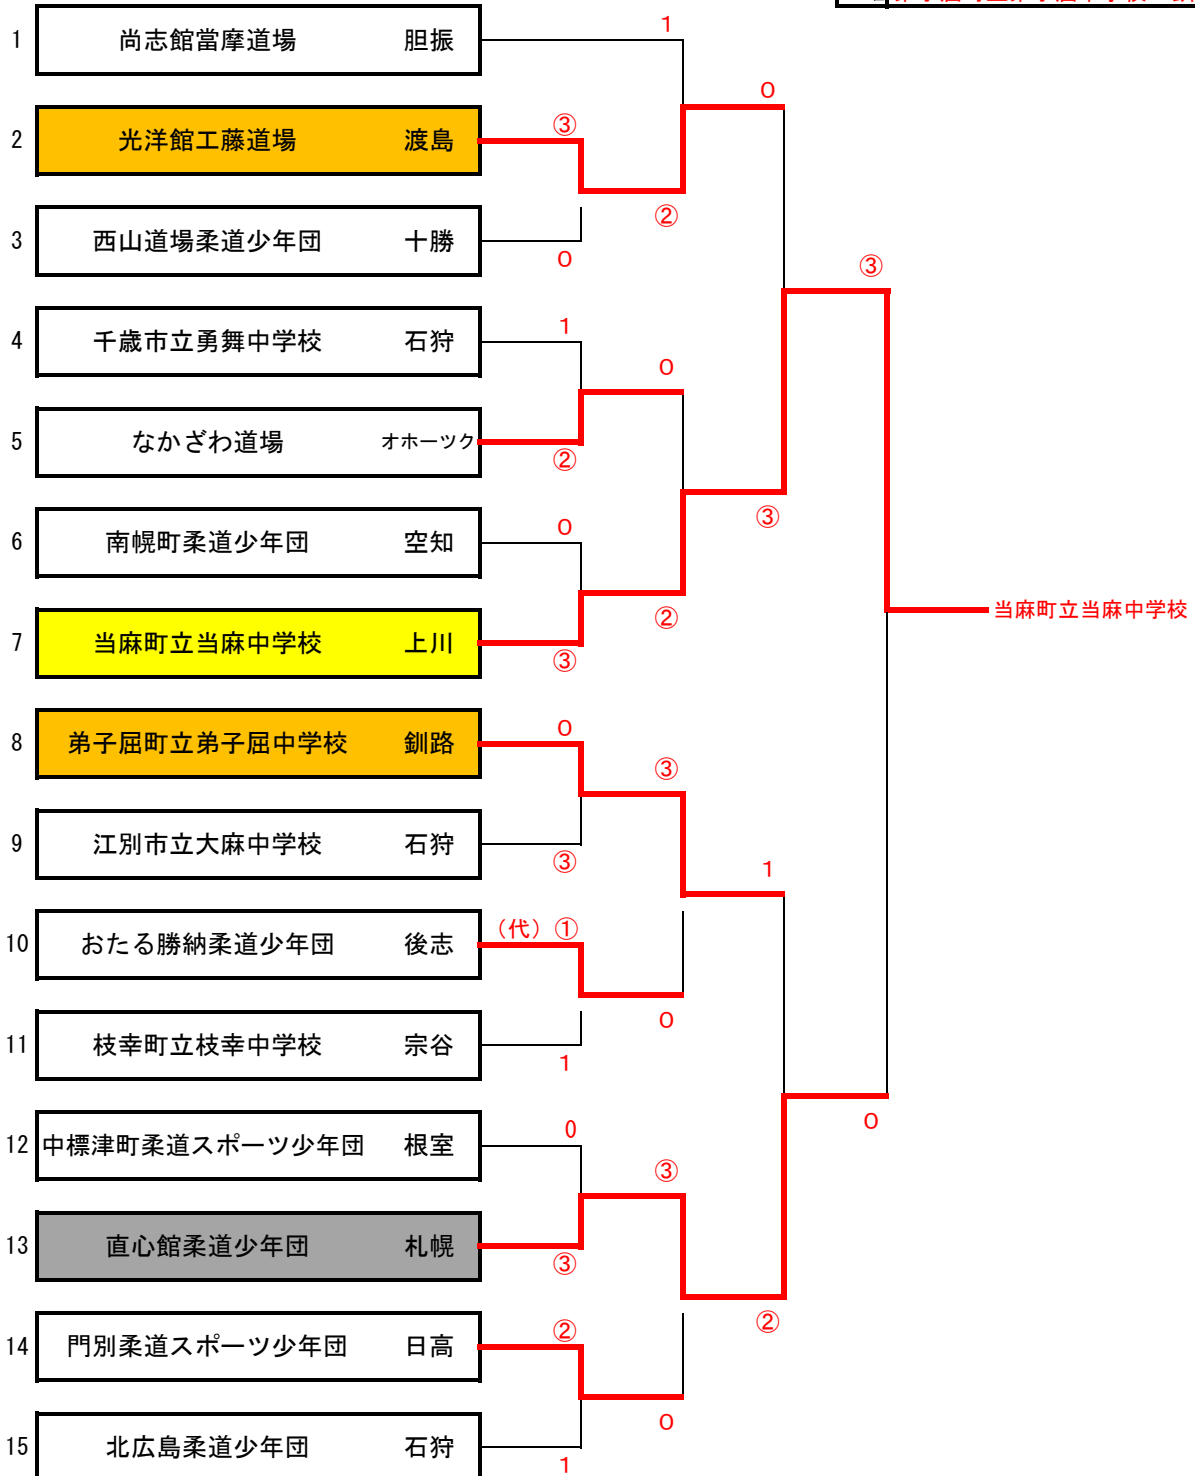 1 尚志館當摩道場 胆振 1
0
2 光洋館工藤道場 渡島 ③
②
3 西山道場柔道少年団 十勝 0
③
4 千歳市立勇舞中学校 石狩 1
0
5 なかざわ道場 オホーツク ②
③
6 南幌町柔道少年団 空知 0
②
当麻町立当麻中学校
7 当麻町立当麻中学校 上川 ③
8 弟子屈町立弟子屈中学校 釧路 0
③
9 江別市立大麻中学校 石狩 ③
1
10 おたる勝納柔道少年団 後志 (代) ①
0
11 枝幸町立枝幸中学校 宗谷 1
0
12 中標津町柔道スポーツ少年団 根室 0
③
13 直心館柔道少年団 札幌 ③
②
14 門別柔道スポーツ少年団 日高 ②
0
15 北広島柔道少年団 石狩 1